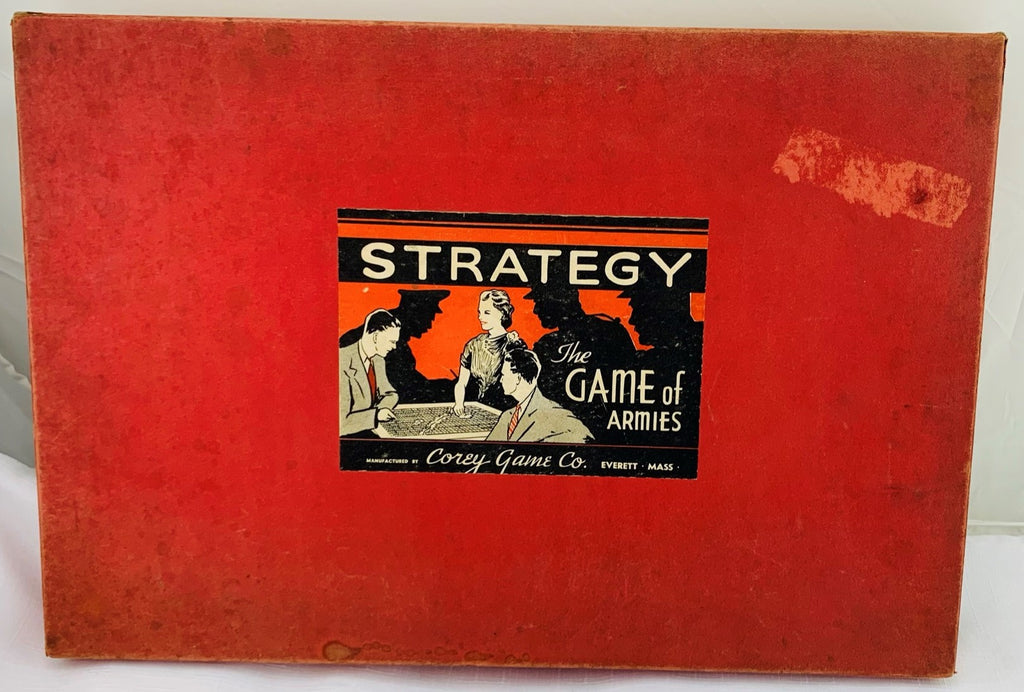 STRATEGY
The
GAME of
ARMIES
MANUFACTURED BY Corey Game Co. EVERETT · MASS ·